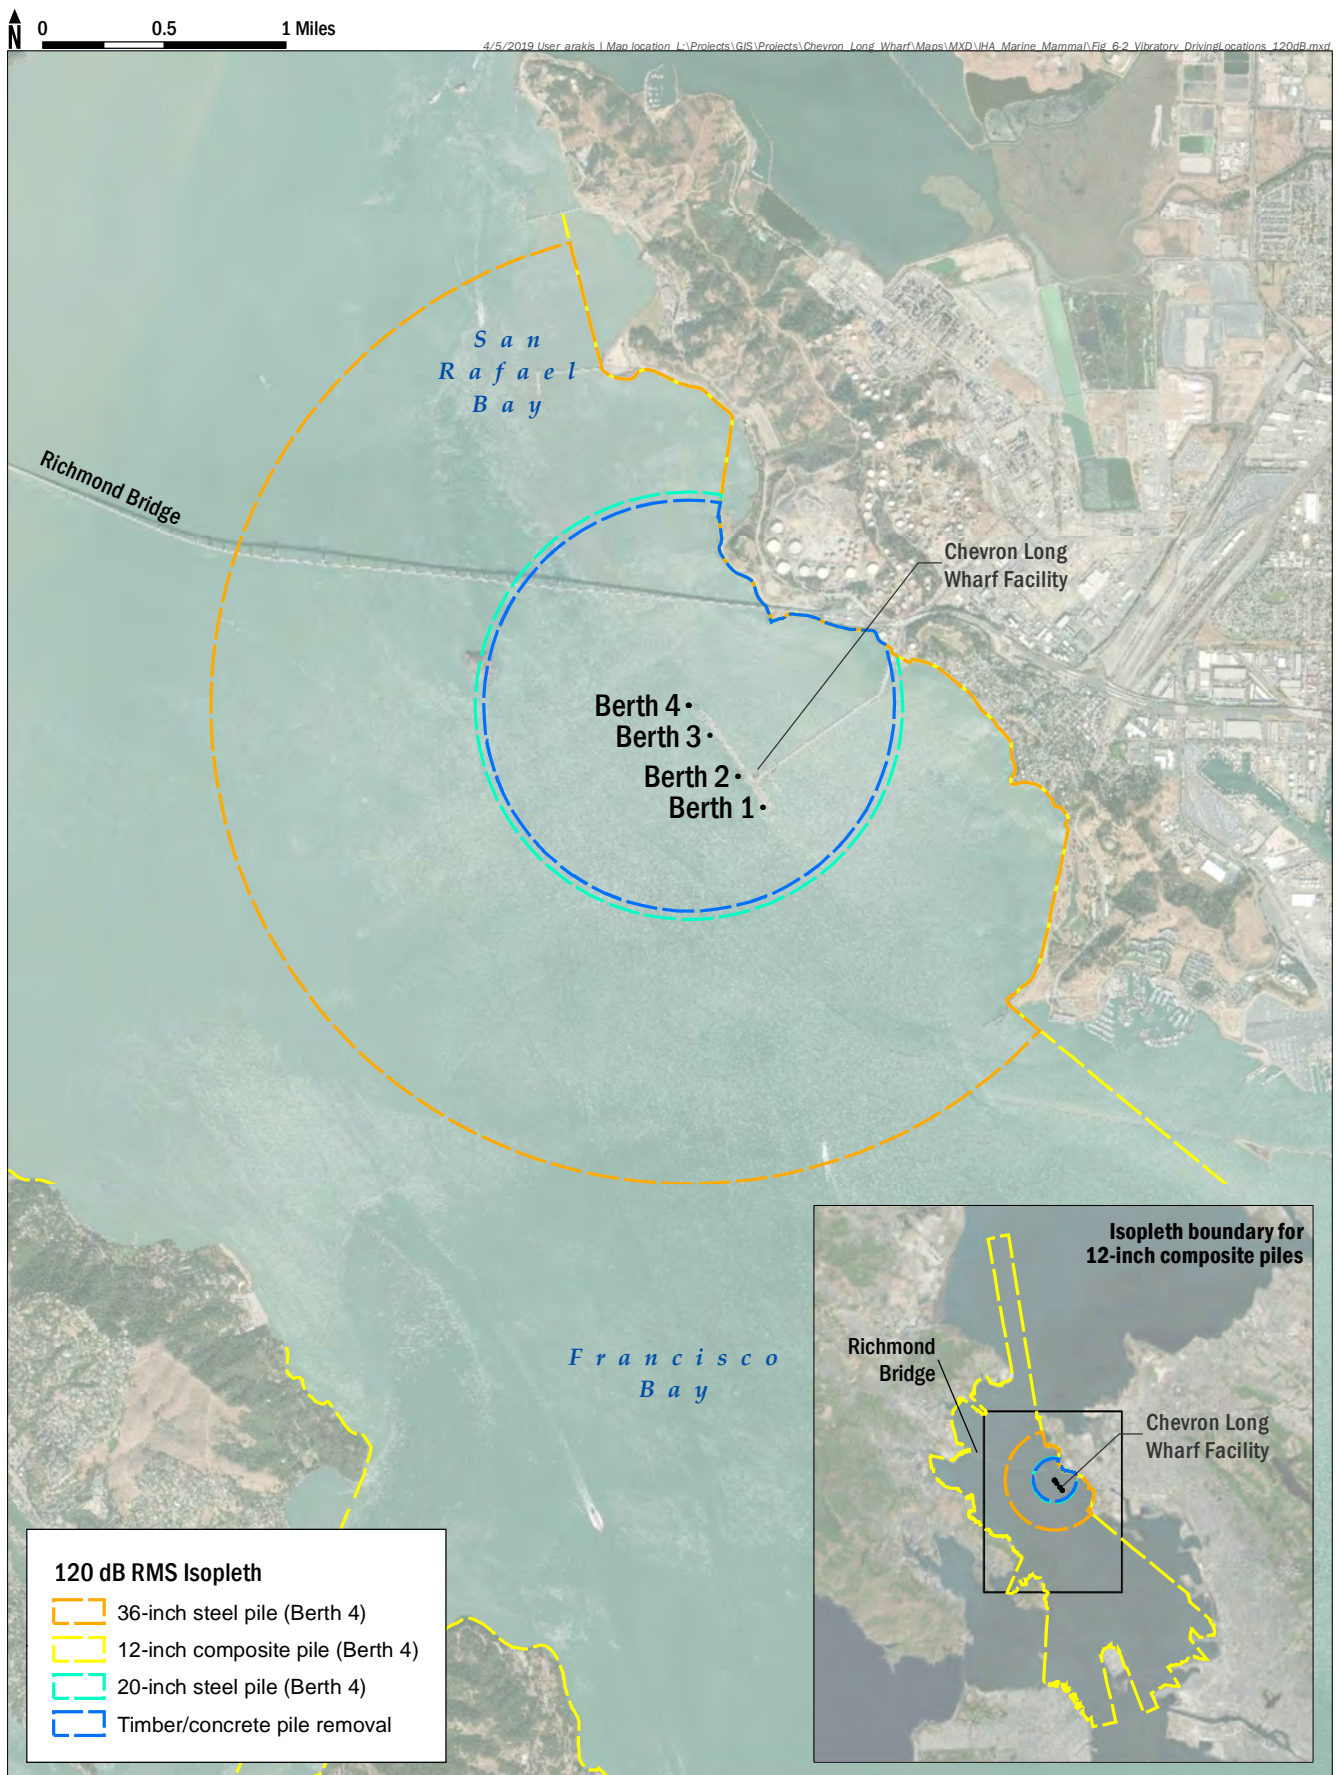 N
0 0.5 1 Miles
4/5/2019 User arakis | Map location L:\Projects\GIS\Projects\Chevron_Long_Wharf\Maps\MXD\IHA_Marine_Mammal\Fig_6-2_Vibratory_DrivingLocations_120dB.mxd
San
Rafael
Bay
Richmond Bridge
Chevron Long
Wharf Facility
Berth 4
Berth 3
Berth 2
Berth 1
Francisco
Bay
Isopleth boundary for
12-inch composite piles
Richmond
Bridge
Chevron Long
Wharf Facility
120 dB RMS Isopleth
36-inch steel pile (Berth 4)
12-inch composite pile (Berth 4)
20-inch steel pile (Berth 4)
Timber/concrete pile removal